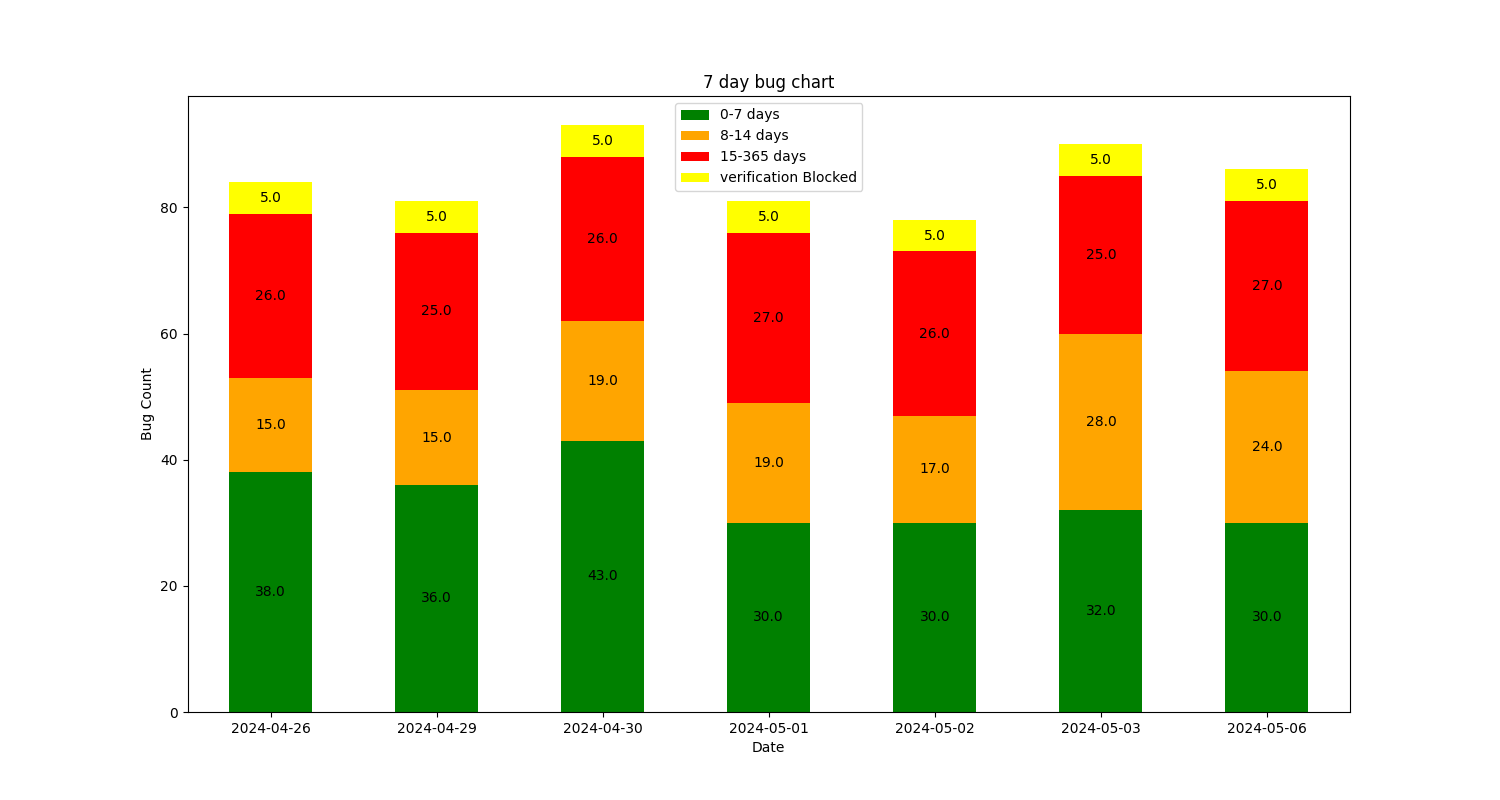 7 day bug chart
0-7 days
8-14 days
15-365 days
verification Blocked
5.0 5.0 5.0 5.0 5.0 5.0 5.0
26.0 25.0 26.0 27.0 26.0 25.0 27.0
15.0 15.0 19.0 19.0 17.0 28.0 24.0
38.0 36.0 43.0 30.0 30.0 32.0 30.0
80
60
40
20
0
Bug Count
2024-04-26 2024-04-29 2024-04-30 2024-05-01 2024-05-02 2024-05-03 2024-05-06
Date